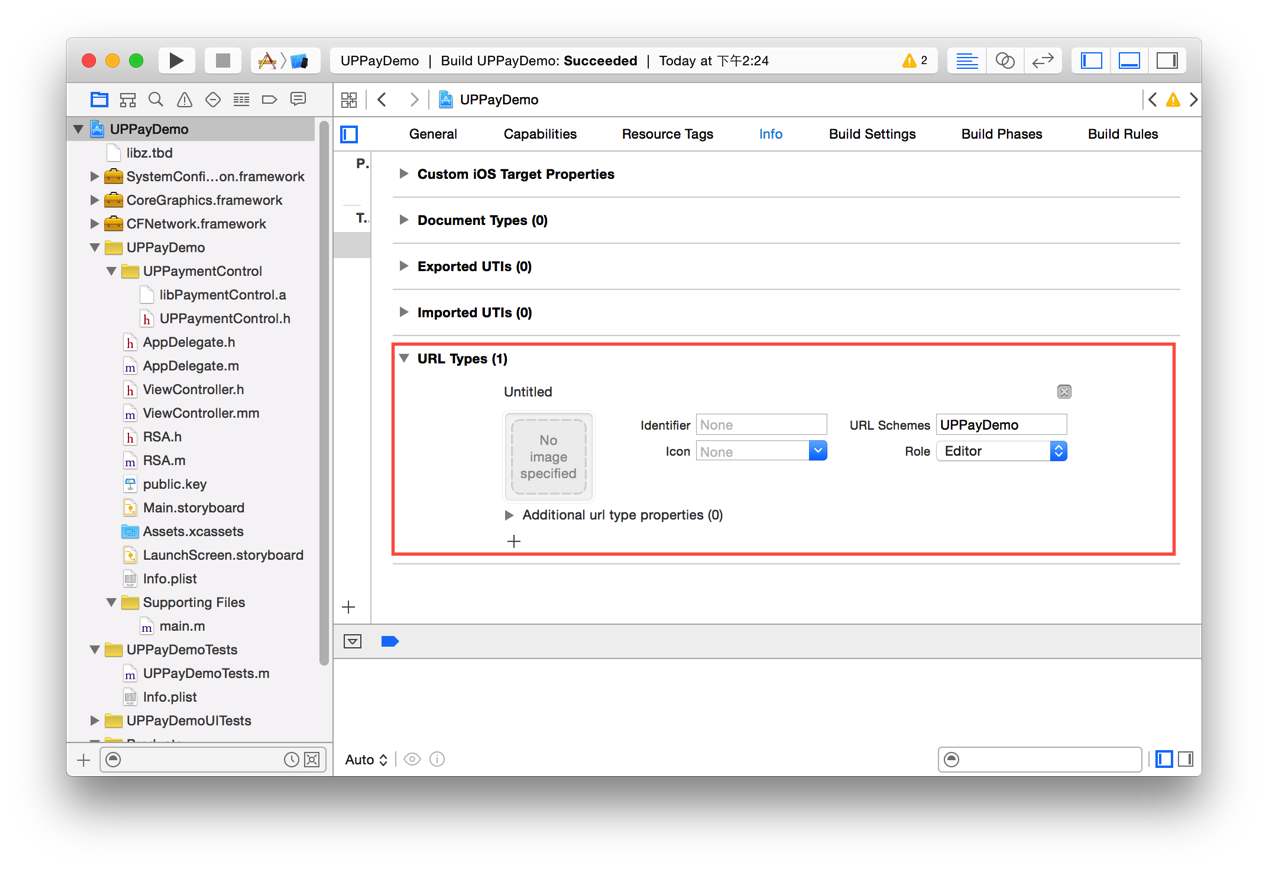 UPPayDemo | Build UPPayDemo: Succeeded | Today at 下午2:24
2
UPPayDemo
libz.tbd
SystemConfi...on.framework
CoreGraphics.framework
CFNetwork.framework
UPPayDemo
UPPaymentControl
libPaymentControl.a
h UPPaymentControl.h
h AppDelegate.h
m AppDelegate.m
h ViewController.h
m ViewController.mm
h RSA.h
m RSA.m
public.key
Main.storyboard
Assets.xcassets
LaunchScreen.storyboard
Info.plist
Supporting Files
m main.m
UPPayDemoTests
m UPPayDemoTests.m
Info.plist
UPPayDemoUITests
UPPayDemo
General Capabilities Resource Tags Info Build Settings Build Phases Build Rules
P.
T..
Custom iOS Target Properties
Document Types (0)
Exported UTIs (0)
Imported UTIs (0)
URL Types (1)
Untitled
No
image
specified
Identifier None URL Schemes UPPayDemo
Icon None Role Editor
Additional url type properties (0)
Auto